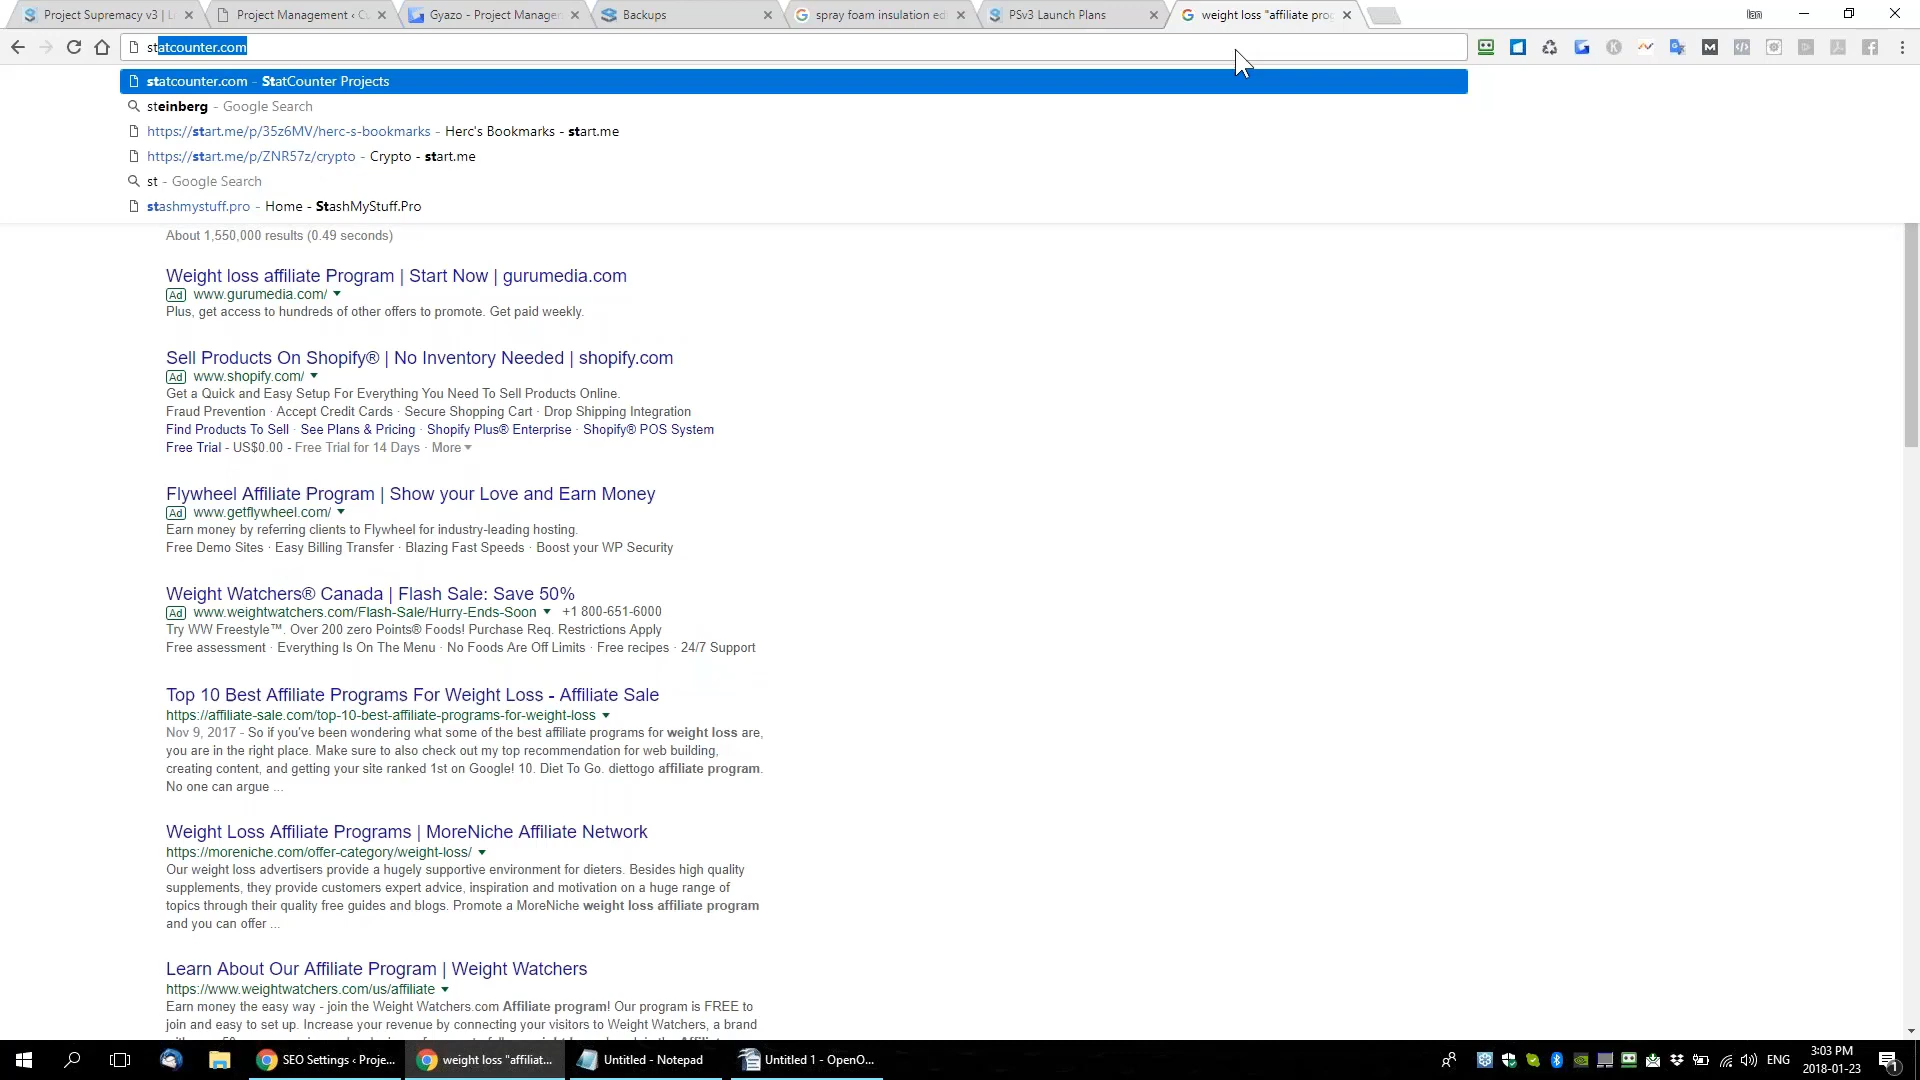 Project Supremacy v3 | L
Project Management ‹ Cu
Gyazo - Project Manager
Backups
spray foam insulation ed
PSv3 Launch Plans
weight loss "affiliate prog
Ian
statcounter.com
statcounter.com - StatCounter Projects
steinberg - Google Search
https://start.me/p/35z6MV/herc-s-bookmarks - Herc's Bookmarks - start.me
https://start.me/p/ZNR57z/crypto - Crypto - start.me
st - Google Search
stashmystuff.pro - Home - StashMyStuff.Pro
About 1,550,000 results (0.49 seconds)
Weight loss affiliate Program | Start Now | gurumedia.com
Ad www.gurumedia.com/
Plus, get access to hundreds of other offers to promote. Get paid weekly.
Sell Products On Shopify® | No Inventory Needed | shopify.com
Ad www.shopify.com/
Get a Quick and Easy Setup For Everything You Need To Sell Products Online.
Fraud Prevention · Accept Credit Cards · Secure Shopping Cart · Drop Shipping Integration
Find Products To Sell · See Plans & Pricing · Shopify Plus® Enterprise · Shopify® POS System
Free Trial - US$0.00 - Free Trial for 14 Days · More
Flywheel Affiliate Program | Show your Love and Earn Money
Ad www.getflywheel.com/
Earn money by referring clients to Flywheel for industry-leading hosting.
Free Demo Sites · Easy Billing Transfer · Blazing Fast Speeds · Boost your WP Security
Weight Watchers® Canada | Flash Sale: Save 50%
Ad www.weightwatchers.com/Flash-Sale/Hurry-Ends-Soon +1 800-651-6000
Try WW Freestyle™. Over 200 zero Points® Foods! Purchase Req. Restrictions Apply
Free assessment · Everything Is On The Menu · No Foods Are Off Limits · Free recipes · 24/7 Support
Top 10 Best Affiliate Programs For Weight Loss - Affiliate Sale
https://affiliate-sale.com/top-10-best-affiliate-programs-for-weight-loss
Nov 9, 2017 - So if you've been wondering what some of the best affiliate programs for weight loss are,
you are in the right place. Make sure to also check out my top recommendation for web building,
creating content, and getting your site ranked 1st on Google! 10. Diet To Go. diettogo affiliate program.
No one can argue ...
Weight Loss Affiliate Programs | MoreNiche Affiliate Network
https://moreniche.com/offer-category/weight-loss/
Our weight loss advertisers provide a hugely supportive environment for dieters. Besides high quality
supplements, they provide customers expert advice, inspiration and motivation on a huge range of
topics through their quality free guides and blogs. Promote a MoreNiche weight loss affiliate program
and you can offer ...
Learn About Our Affiliate Program | Weight Watchers
https://www.weightwatchers.com/us/affiliate
Earn money the easy way - join the Weight Watchers.com Affiliate program! Our program is FREE to
join and easy to set up. Increase your revenue by connecting your visitors to Weight Watchers, a brand
SEO Settings ‹ Proje...
weight loss "affiliat...
Untitled - Notepad
Untitled 1 - OpenO...
ENG
3:03 PM
2018-01-23
1